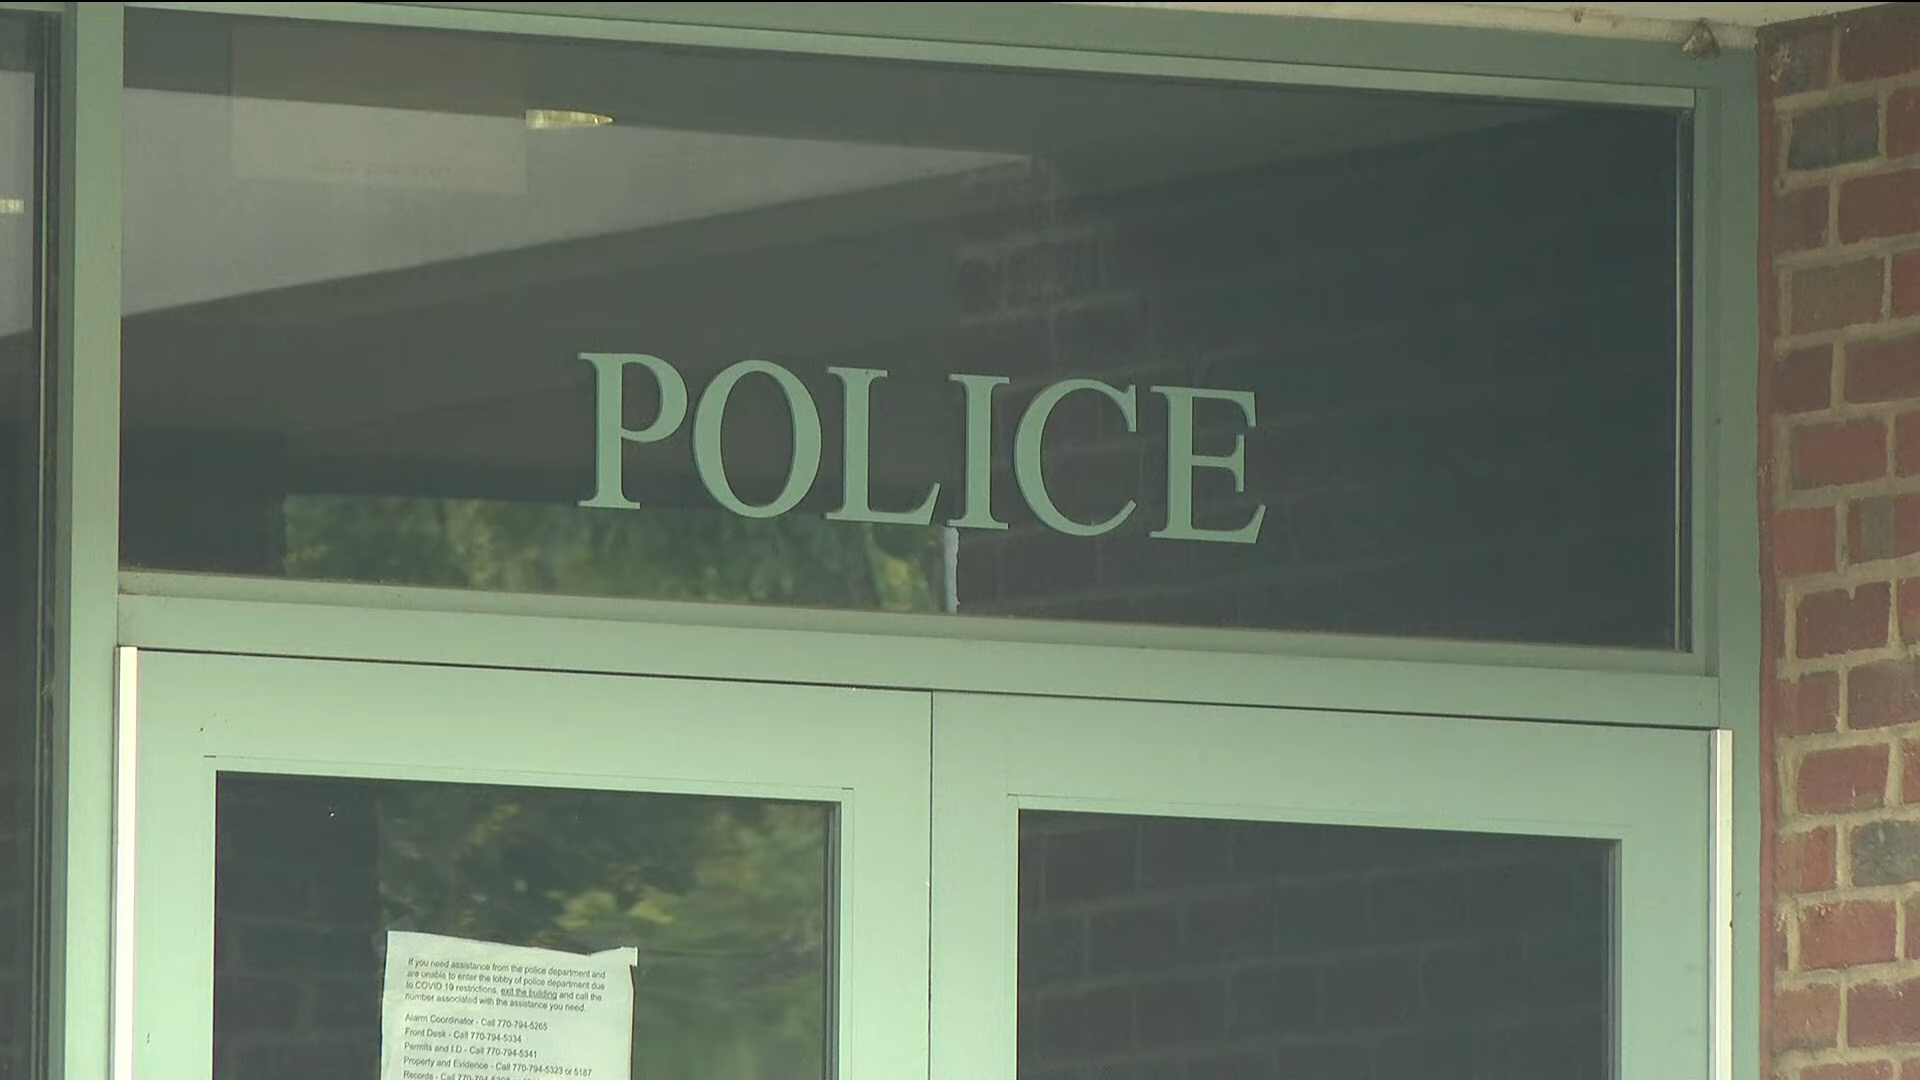 POLICE
If you need assistance from the police department and
are unable to enter the lobby of police department due
to COVID 19 restrictions, exit the building and call the
number associated with the assistance you need.
Alarm Coordinator - Call 770-794-5265
Front Desk - Call 770-794-5334
Permits and I.D - Call 770-794-5341
Property and Evidence - Call 770-794-5323 or 5187
Records - Call